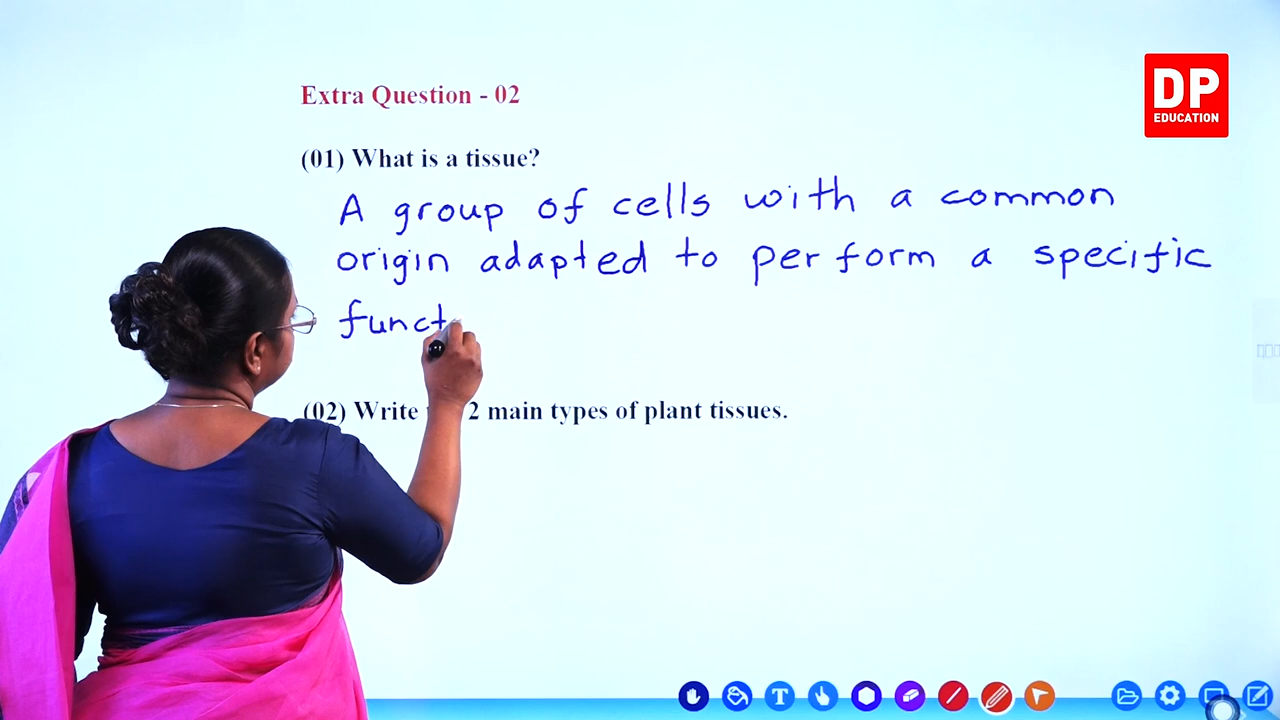 DP
EDUCATION
Extra Question - 02
(01) What is a tissue?
A group of cells with a common
origin adapted to perform a specific
funct
(02) Write 2 main types of plant tissues.